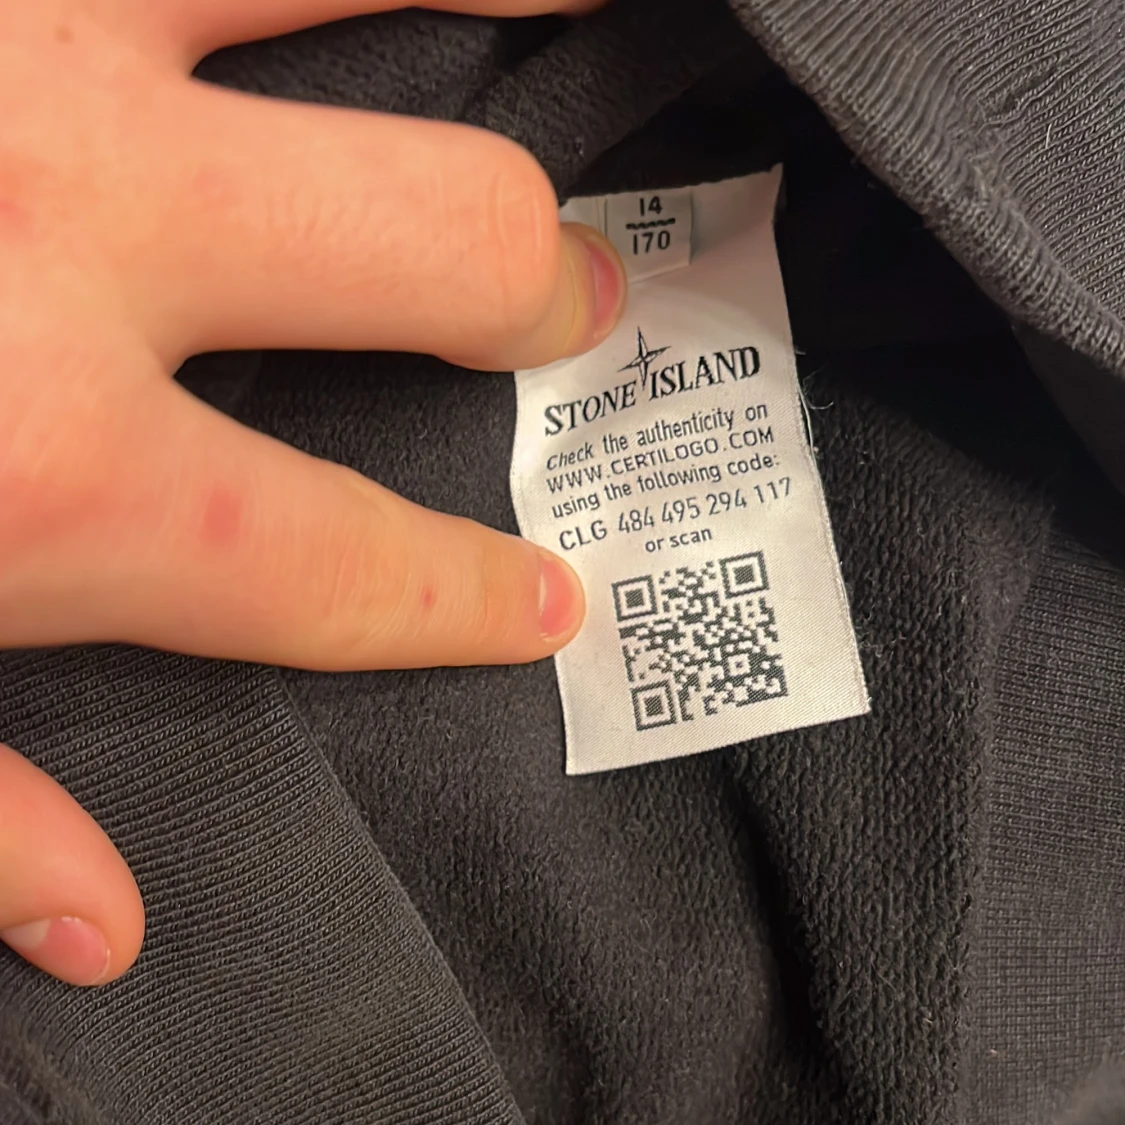 14
170
STONE ISLAND
Check the authenticity on
WWW.CERTILOGO.COM
using the following code:
CLG 484 495 294 117
or scan